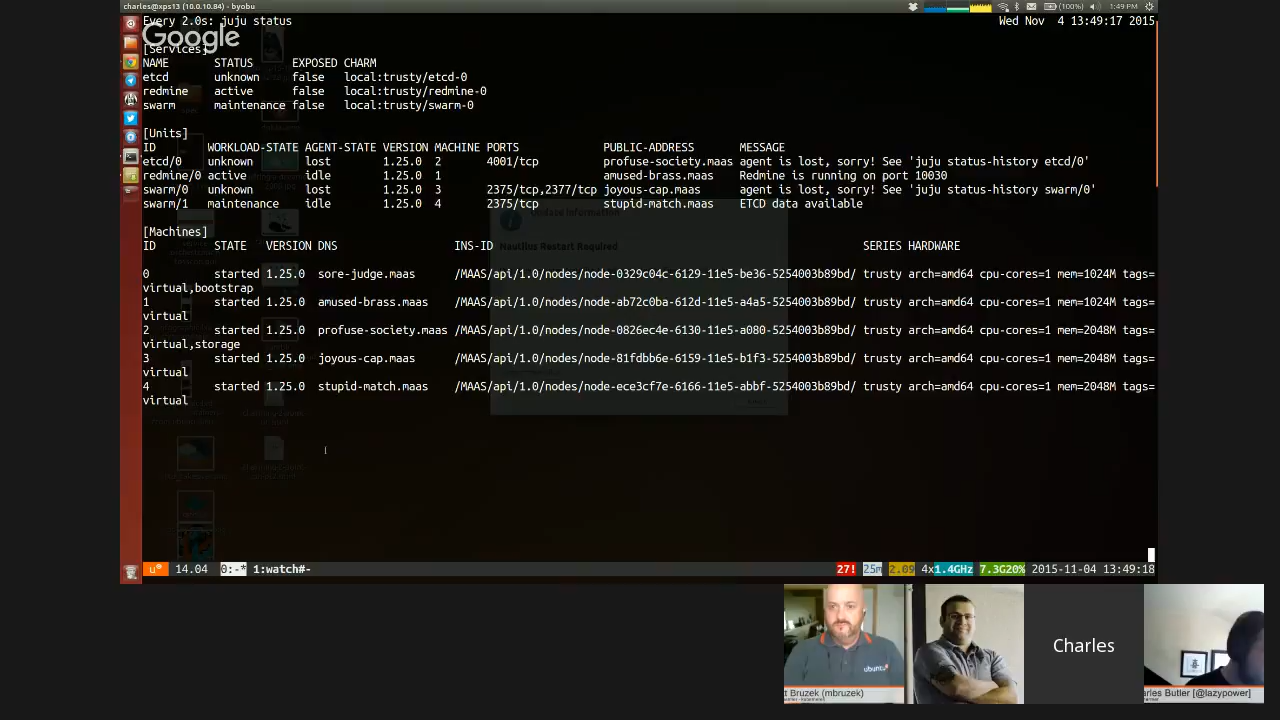 charles@xps13 (10.0.10.84) - byobu
(100%)
1:49 PM
Every 2.0s: juju status
Wed Nov  4 13:49:17 2015
Google
[Services]
NAME STATUS EXPOSED CHARM
etcd unknown false local:trusty/etcd-0
redmine active false local:trusty/redmine-0
swarm maintenance false local:trusty/swarm-0
[Units]
ID WORKLOAD-STATE AGENT-STATE VERSION MACHINE PORTS PUBLIC-ADDRESS MESSAGE
etcd/0 unknown lost 1.25.0 2 4001/tcp profuse-society.maas agent is lost, sorry! See 'juju status-history etcd/0'
redmine/0 active idle 1.25.0 1 amused-brass.maas Redmine is running on port 10030
swarm/0 unknown lost 1.25.0 3 2375/tcp,2377/tcp joyous-cap.maas agent is lost, sorry! See 'juju status-history swarm/0'
swarm/1 maintenance idle 1.25.0 4 2375/tcp stupid-match.maas ETCD data available
Update Information
[Machines]
ID STATE VERSION DNS INS-ID SERIES HARDWARE
Nautilus Restart Required
0 started 1.25.0 sore-judge.maas /MAAS/api/1.0/nodes/node-0329c04c-6129-11e5-be36-5254003b89bd/ trusty arch=amd64 cpu-cores=1 mem=1024M tags=
virtual,bootstrap
1 started 1.25.0 amused-brass.maas /MAAS/api/1.0/nodes/node-ab72c0ba-612d-11e5-a4a5-5254003b89bd/ trusty arch=amd64 cpu-cores=1 mem=1024M tags=
virtual
2 started 1.25.0 profuse-society.maas /MAAS/api/1.0/nodes/node-0826ec4e-6130-11e5-a080-5254003b89bd/ trusty arch=amd64 cpu-cores=1 mem=2048M tags=
virtual,storage
3 started 1.25.0 joyous-cap.maas /MAAS/api/1.0/nodes/node-81fdbb6e-6159-11e5-b1f3-5254003b89bd/ trusty arch=amd64 cpu-cores=1 mem=2048M tags=
virtual
4 started 1.25.0 stupid-match.maas /MAAS/api/1.0/nodes/node-ece3cf7e-6166-11e5-abbf-5254003b89bd/ trusty arch=amd64 cpu-cores=1 mem=2048M tags=
virtual
14.04 0:-* 1:watch#- 27! 25m 2.09 4x1.4GHz 7.3G20% 2015-11-04 13:49:18
ubuntu
Charles
tt Bruzek (mbruzek)
arles Butler [@lazypower]